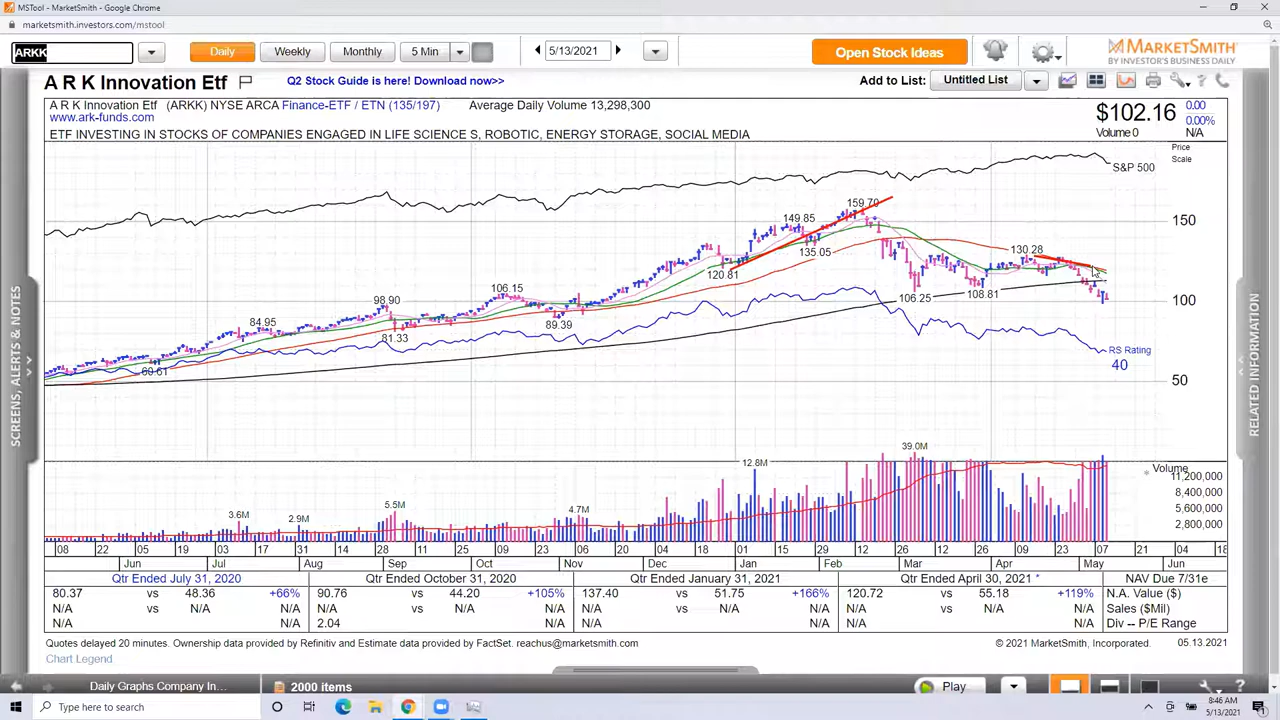 MSTool - MarketSmith - Google Chrome
marketsmith.investors.com/mstool
ARKK Daily Weekly Monthly 5 Min 5/13/2021 Open Stock Ideas MARKETSMITH
BY INVESTOR'S BUSINESS DAILY
A R K Innovation Etf Q2 Stock Guide is here! Download now>> Add to List: Untitled List
A R K Innovation Etf (ARKK) NYSE ARCA Finance-ETF / ETN (135/197) Average Daily Volume 13,298,300 $102.16 0.00
www.ark-funds.com 0.00%
ETF INVESTING IN STOCKS OF COMPANIES ENGAGED IN LIFE SCIENCE S, ROBOTIC, ENERGY STORAGE, SOCIAL MEDIA Volume 0 N/A
Price
Scale
S&P 500
159.70
149.85 150
135.05
130.28
120.81
106.15 106.25 108.81 100
98.90
89.39
84.95
81.33
60.61
RS Rating
40
50
SCREENS, ALERTS & NOTES
RELATED INFORMATION
39.0M
12.8M
Volume
11,200,000
5.5M
8,400,000
3.6M 2.9M 4.7M
5,600,000
2,800,000
08 22 05 19 03 17 31 14 28 11 25 09 23 06 20 04 18 01 15 29 12 26 12 26 09 23 07 21 04 18
Jun Jul Aug Sep Oct Nov Dec Jan Feb Mar Apr May Jun
Qtr Ended July 31, 2020 Qtr Ended October 31, 2020 Qtr Ended January 31, 2021 Qtr Ended April 30, 2021 * NAV Due 7/31e
80.37 vs 48.36 +66% 90.76 vs 44.20 +105% 137.40 vs 51.75 +166% 120.72 vs 55.18 +119% N.A. Value ($)
N/A vs N/A N/A N/A vs N/A N/A N/A vs N/A N/A N/A vs N/A N/A Sales ($Mil)
N/A N/A 2.04 N/A N/A N/A N/A N/A Div -- P/E Range
Quotes delayed 20 minutes. Ownership data provided by Refinitiv and Estimate data provided by FactSet. reachus@marketsmith.com © 2021 MarketSmith, Incorporated. 05.13.2021
Chart Legend
Daily Graphs Company In... 2000 items Play
Type here to search 8:46 AM
5/13/2021